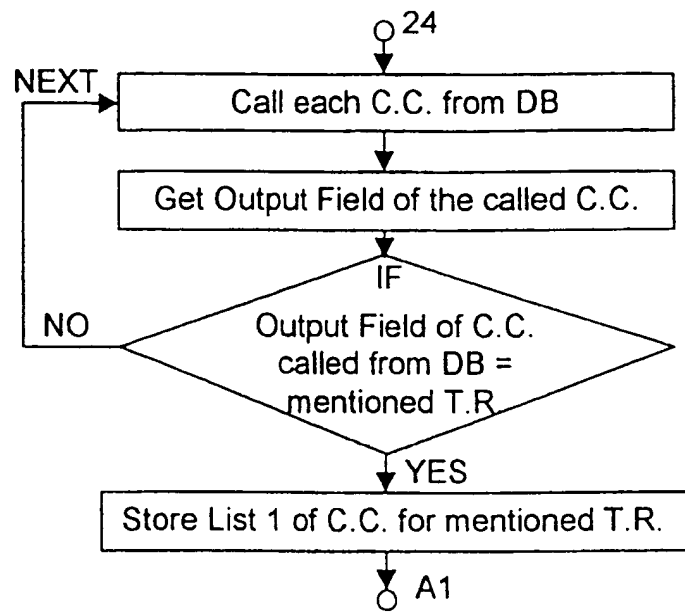 24
NEXT
Call each C.C. from DB
Get Output Field of the called C.C.
IF
NO
Output Field of C.C.
called from DB =
mentioned T.R.
YES
Store List 1 of C.C. for mentioned T.R.
A1